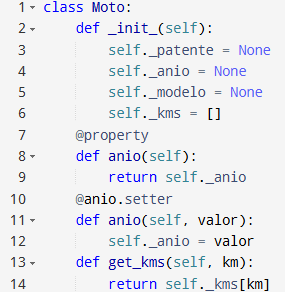 1 class Moto:
2 def _init_(self):
3 self._patente = None
4 self._anio = None
5 self._modelo = None
6 self._kms = []
7 @property
8 def anio(self):
9 return self._anio
10 @anio.setter
11 def anio(self, valor):
12 self._anio = valor
13 def get_kms(self, km):
14 return self._kms[km]